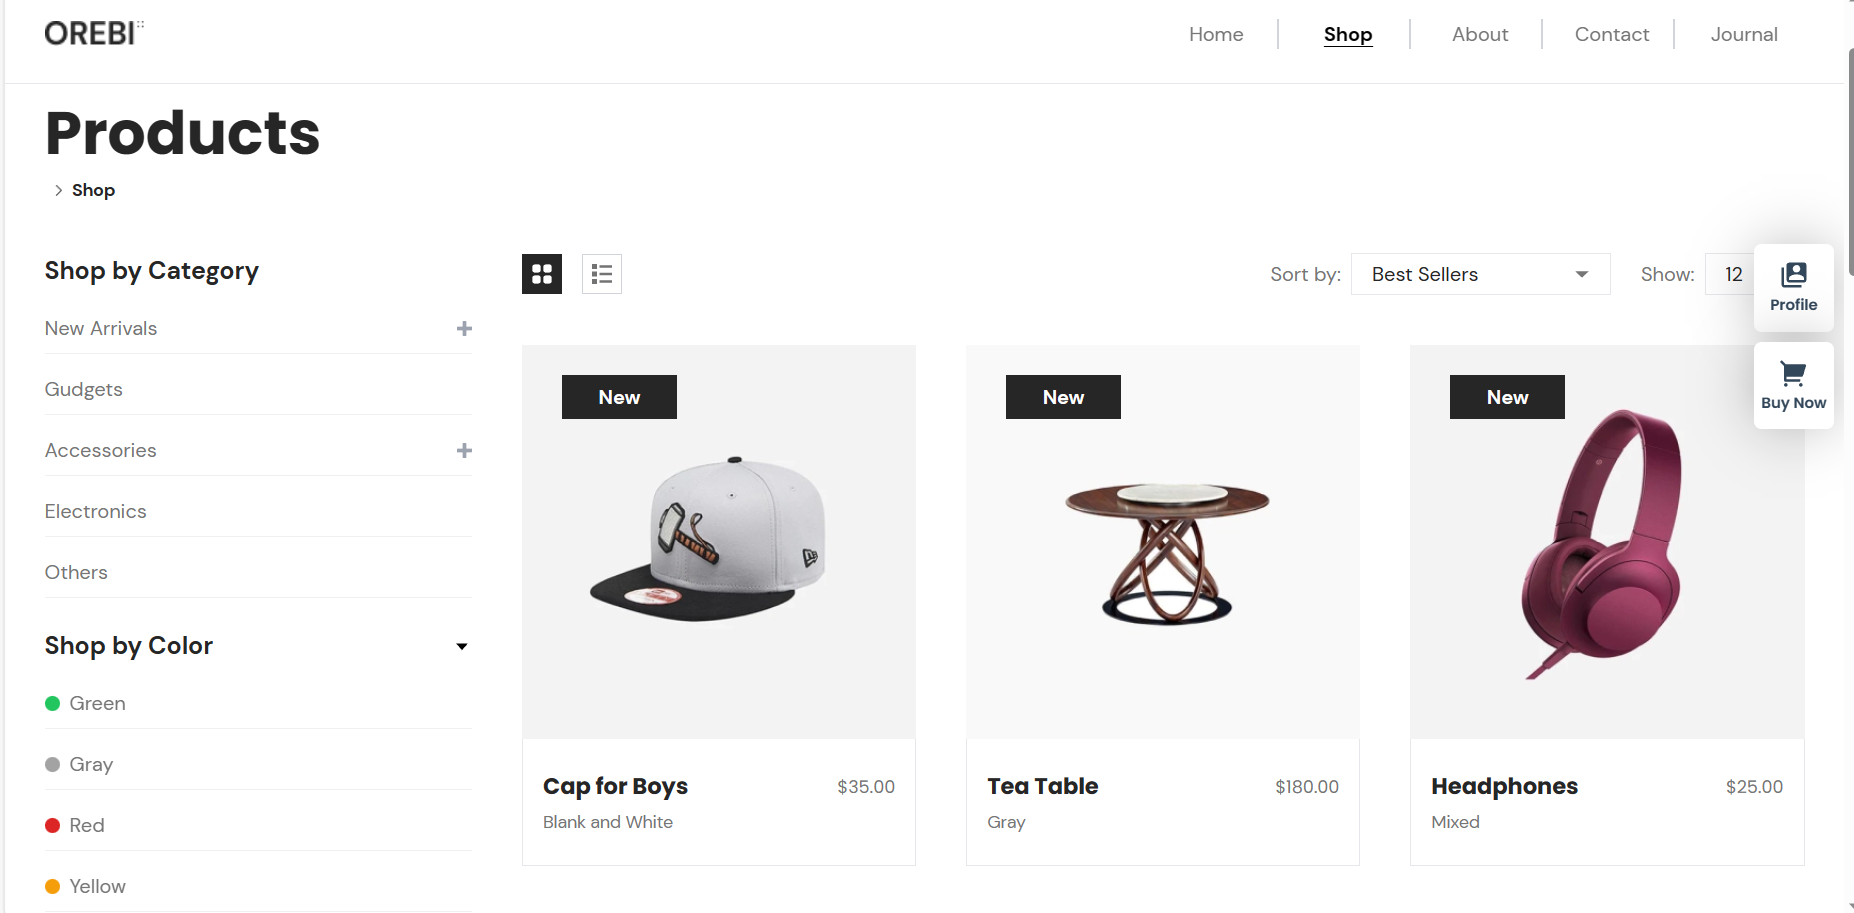 OREBI
Home
Shop
About
Contact
Journal
Products
Shop
Shop by Category
New Arrivals
Gudgets
Accessories
Electronics
Others
Shop by Color
Green
Gray
Red
Yellow
Sort by:
Best Sellers
Show:
12
Profile
Buy Now
New
New
New
Cap for Boys
$35.00
Blank and White
Tea Table
$180.00
Gray
Headphones
$25.00
Mixed